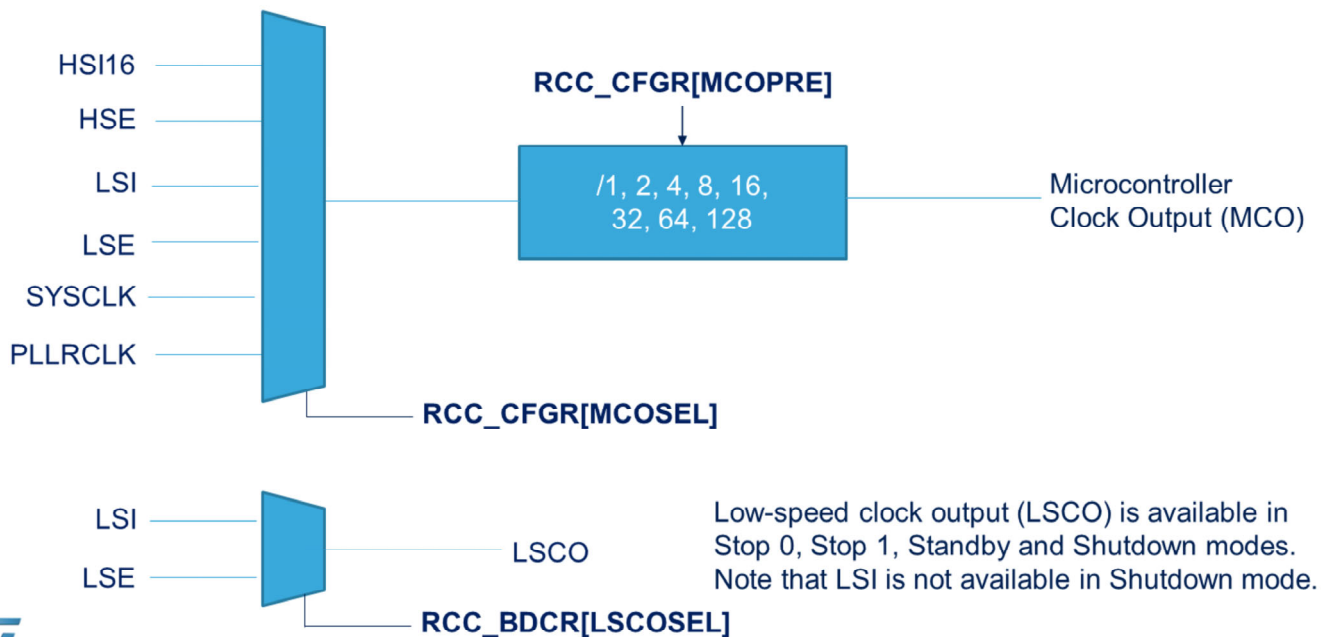 HSI16
HSE
LSI
LSE
SYSCLK
PLLRCLK
RCC_CFGR[MCOPRE]
/1, 2, 4, 8, 16,
32, 64, 128
Microcontroller
Clock Output (MCO)
RCC_CFGR[MCOSEL]
LSI
LSE
LSCO
RCC_BDCR[LSCOSEL]
Low-speed clock output (LSCO) is available in
Stop 0, Stop 1, Standby and Shutdown modes.
Note that LSI is not available in Shutdown mode.